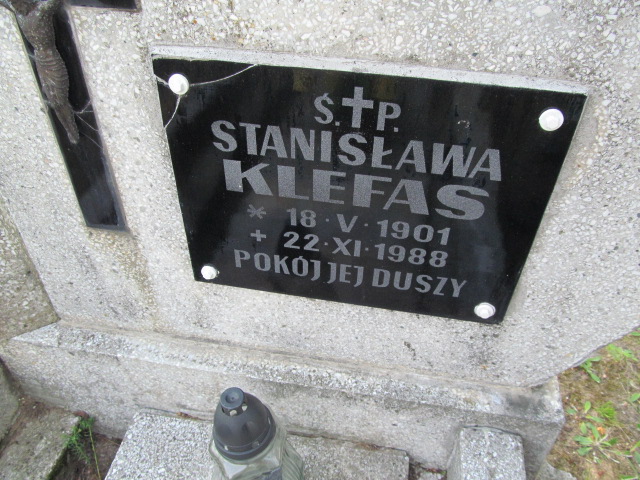 Ś.✝P.
STANISŁAWA
KLEFAS
* 18·V·1901
+ 22·XI·1988
POKÓJ JEJ DUSZY